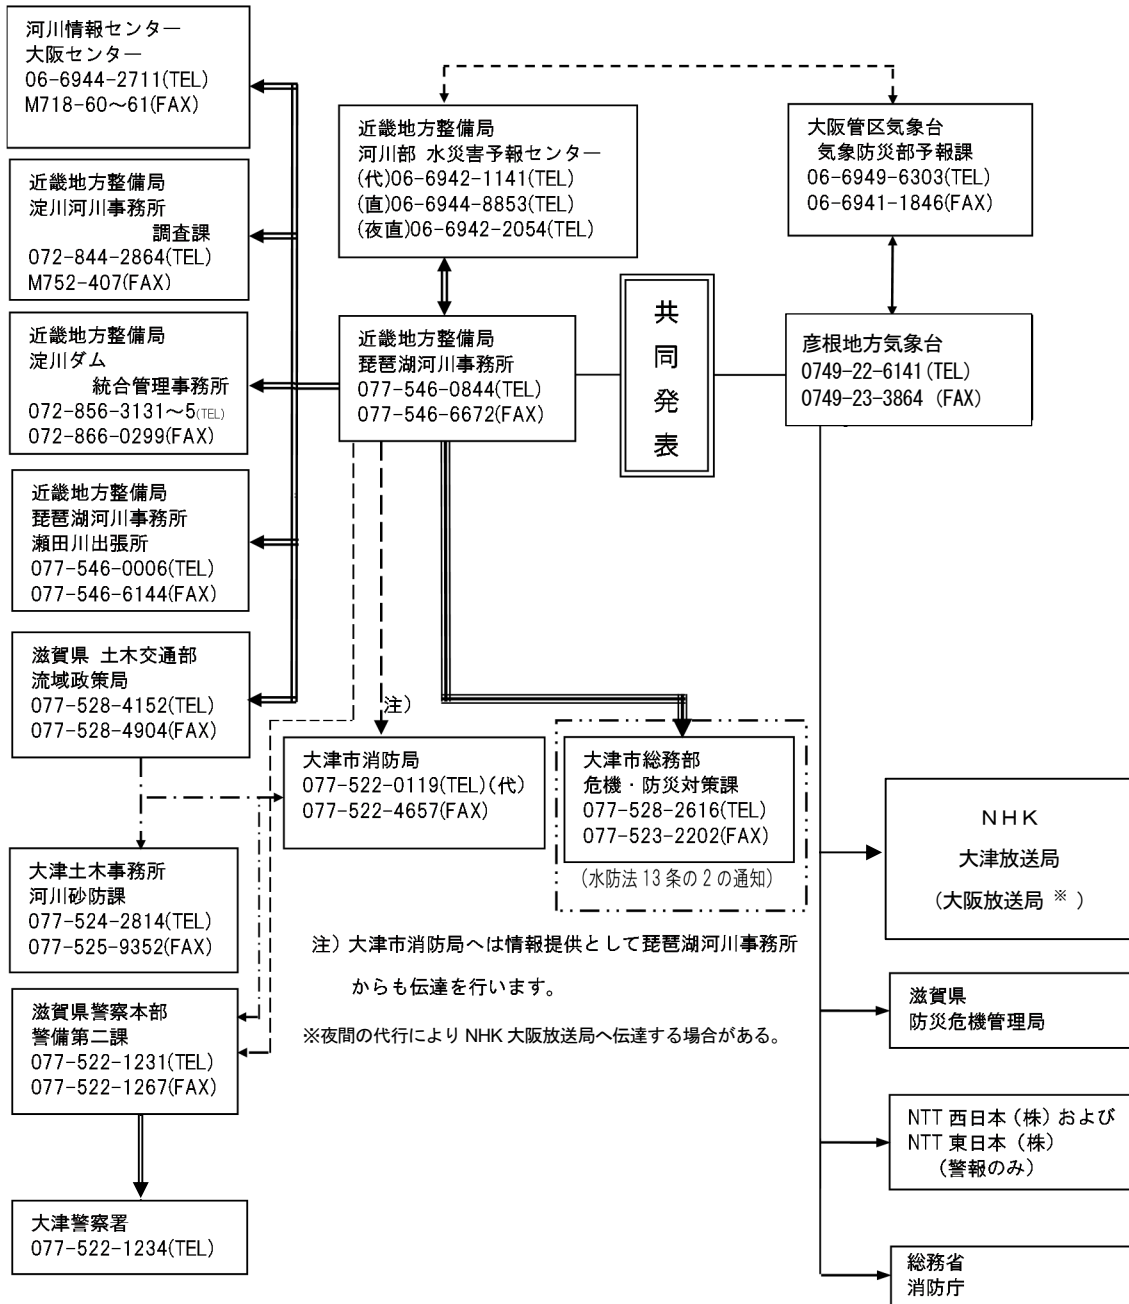 河川情報センター
大阪センター
06-6944-2711(TEL)
M718-60～61(FAX)
近畿地方整備局
淀川河川事務所
調査課
072-844-2864(TEL)
M752-407(FAX)
近畿地方整備局
淀川ダム
統合管理事務所
072-856-3131～5(TEL)
072-866-0299(FAX)
近畿地方整備局
琵琶湖河川事務所
瀬田川出張所
077-546-0006(TEL)
077-546-6144(FAX)
滋賀県 土木交通部
流域政策局
077-528-4152(TEL)
077-528-4904(FAX)
大津土木事務所
河川砂防課
077-524-2814(TEL)
077-525-9352(FAX)
滋賀県警察本部
警備第二課
077-522-1231(TEL)
077-522-1267(FAX)
大津警察署
077-522-1234(TEL)
近畿地方整備局
河川部 水災害予報センター
(代)06-6942-1141(TEL)
(直)06-6944-8853(TEL)
(夜直)06-6942-2054(TEL)
近畿地方整備局
琵琶湖河川事務所
077-546-0844(TEL)
077-546-6672(FAX)
共同発表
大阪管区気象台
気象防災部予報課
06-6949-6303(TEL)
06-6941-1846(FAX)
彦根地方気象台
0749-22-6141(TEL)
0749-23-3864 (FAX)
注）
大津市消防局
077-522-0119(TEL)(代)
077-522-4657(FAX)
大津市総務部
危機・防災対策課
077-528-2616(TEL)
077-523-2202(FAX)
（水防法13条の2の通知）
注）大津市消防局へは情報提供として琵琶湖河川事務所
からも伝達を行います。
※夜間の代行によりNHK大阪放送局へ伝達する場合がある。
ＮＨＫ
大津放送局
（大阪放送局※）
滋賀県
防災危機管理局
NTT西日本（株）および
NTT東日本（株）
（警報のみ）
総務省
消防庁